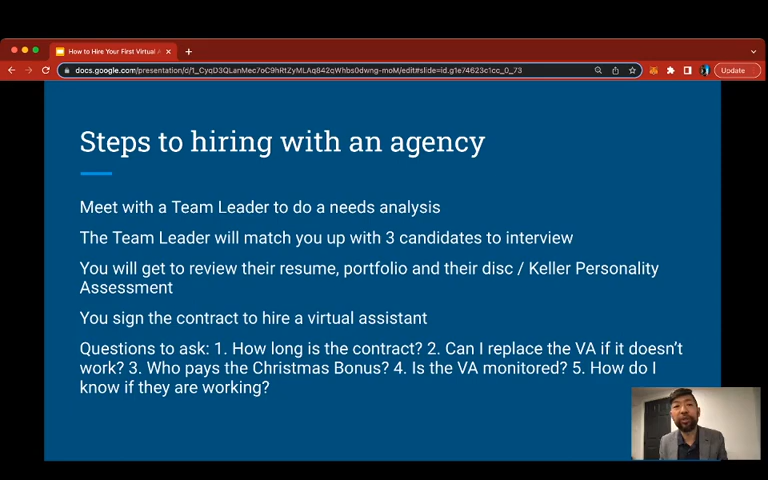 How to Hire Your First Virtual
docs.google.com/presentation/d/1_CyqD3QLanMec7oC9hRtZyMLAq842qWhbs0dwng-moM/edit#slide=id.g1e74623c1cc_0_73
Update
Steps to hiring with an agency
Meet with a Team Leader to do a needs analysis
The Team Leader will match you up with 3 candidates to interview
You will get to review their resume, portfolio and their disc / Keller Personality
Assessment
You sign the contract to hire a virtual assistant
Questions to ask: 1. How long is the contract? 2. Can I replace the VA if it doesn't
work? 3. Who pays the Christmas Bonus? 4. Is the VA monitored? 5. How do I
know if they are working?